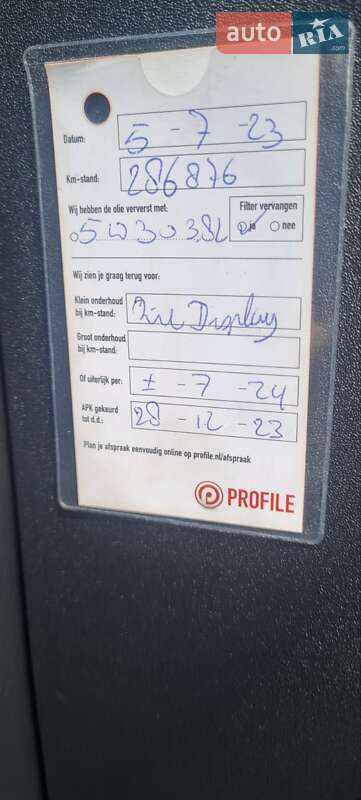 auto RIA
.com
Datum: 5 - 7 - 23
Km-stand: 286876
Wij hebben de olie ververst met: Filter vervangen
5W30 3.8L ja nee
Wij zien je graag terug voor:
Klein onderhoud
bij km-stand: Zie Display
Groot onderhoud
bij km-stand:
Of uiterlijk per: ± - 7 - 24
APK gekeurd
tot d.d.: 28 - 12 - 23
Plan je afspraak eenvoudig online op profile.nl/afspraak
PROFILE